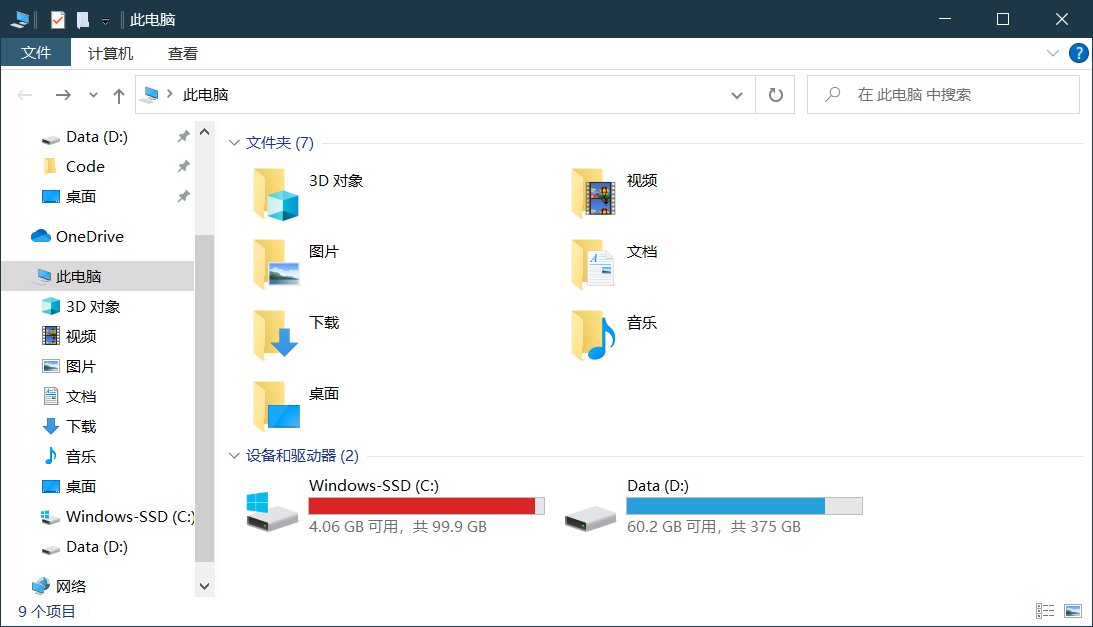 此电脑
文件 计算机 查看
此电脑
在 此电脑 中搜索
Data (D:)
Code
桌面
OneDrive
此电脑
3D 对象
视频
图片
文档
下载
音乐
桌面
Windows-SSD (C:)
Data (D:)
网络
文件夹 (7)
3D 对象
视频
图片
文档
下载
音乐
桌面
设备和驱动器 (2)
Windows-SSD (C:)
4.06 GB 可用，共 99.9 GB
Data (D:)
60.2 GB 可用，共 375 GB
9 个项目